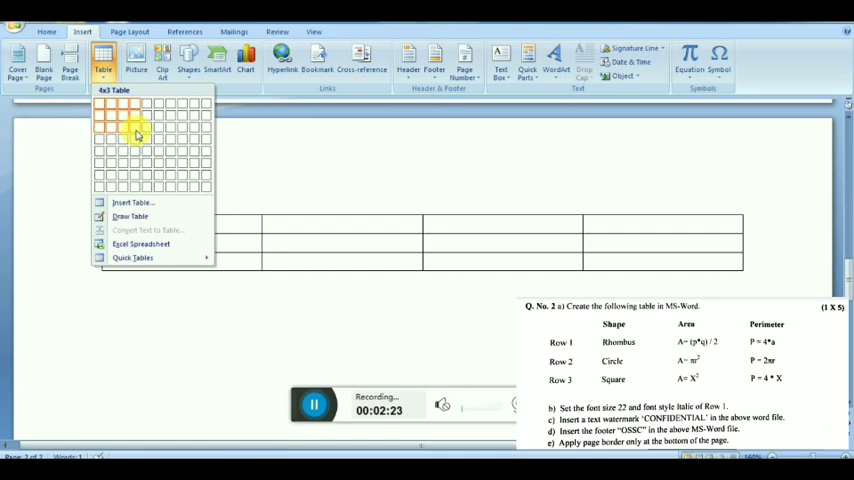 Home Insert Page Layout References Mailings Review View
Cover Page Blank Page Page Break Table Picture Clip Art Shapes SmartArt Chart Hyperlink Bookmark Cross-reference Header Footer Page Number Text Box Quick Parts WordArt Drop Cap Signature Line Date & Time Object Equation Symbol
Pages Links Header & Footer Text Symbols
4x3 Table
Insert Table...
Draw Table
Convert Text to Table...
Excel Spreadsheet
Quick Tables
Q. No. 2 a) Create the following table in MS-Word. (1 X 5)
Shape Area Perimeter
Row 1 Rhombus A= (p*q) / 2 P = 4*a
Row 2 Circle A= πr² P = 2πr
Row 3 Square A= X² P = 4 * X
b) Set the font size 22 and font style Italic of Row 1.
c) Insert a text watermark 'CONFIDENTIAL' in the above word file.
d) Insert the footer "OSSC" in the above MS-Word file.
e) Apply page border only at the bottom of the page.
Recording...
00:02:23
Page: 2 of 2 Words: 1 160%